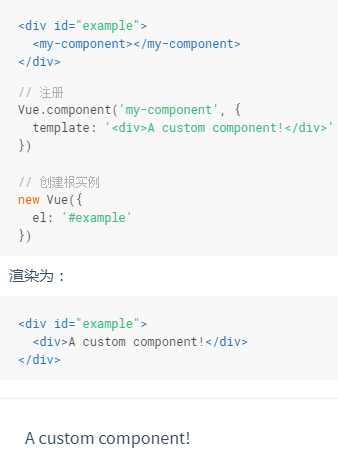 <div id="example">
  <my-component></my-component>
</div>
// 注册
Vue.component('my-component', {
  template: '<div>A custom component!</div>'
})
// 创建根实例
new Vue({
  el: '#example'
})
渲染为：
<div id="example">
  <div>A custom component!</div>
</div>
A custom component!